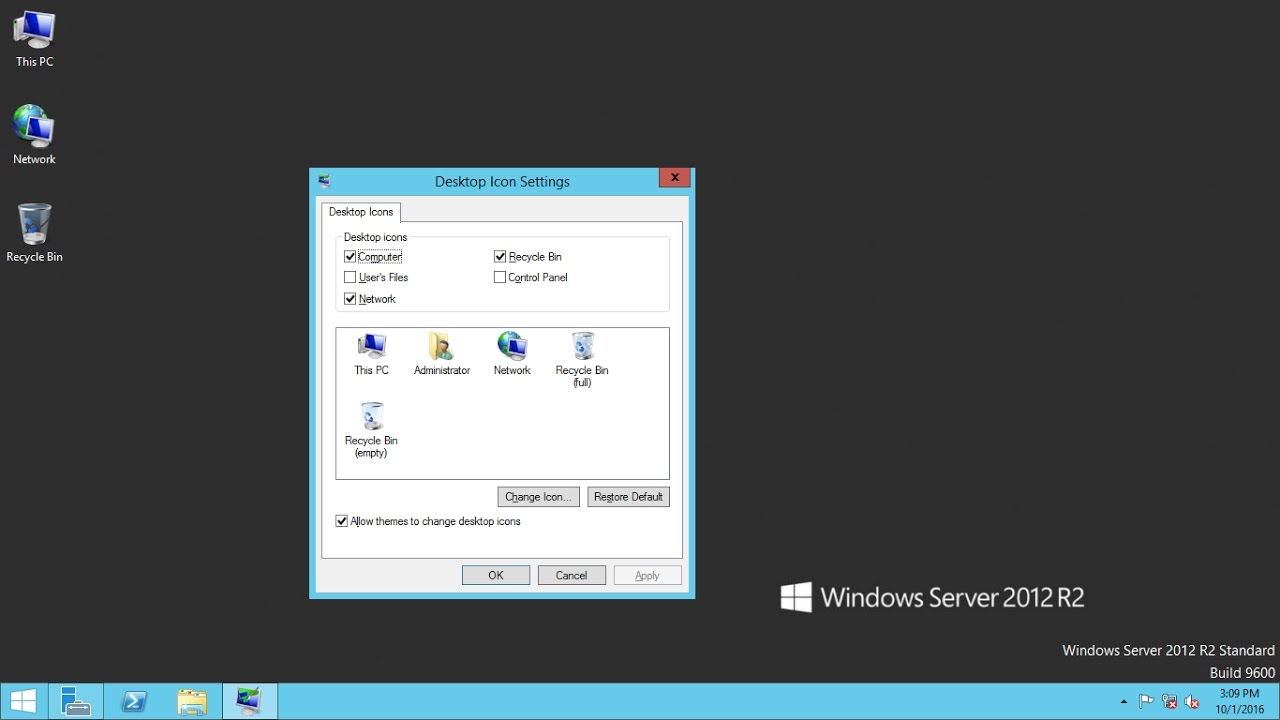 This PC
Network
Recycle Bin
Desktop Icon Settings
Desktop Icons
Desktop icons
Computer
Recycle Bin
User's Files
Control Panel
Network
This PC
Administrator
Network
Recycle Bin
(full)
Recycle Bin
(empty)
Change Icon...
Restore Default
Allow themes to change desktop icons
OK
Cancel
Apply
Windows Server 2012 R2
Windows Server 2012 R2 Standard
Build 9600
3:09 PM
10/1/2016